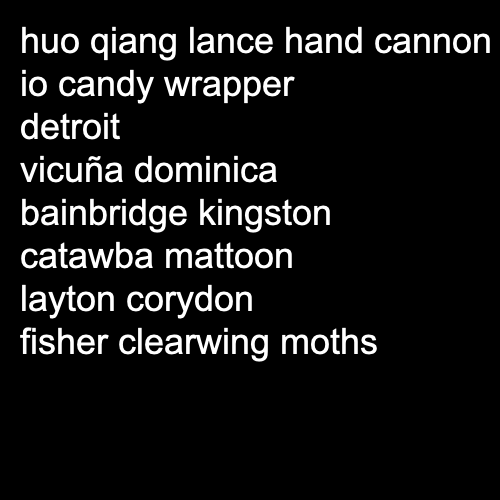 huo qiang lance hand cannon
io candy wrapper
detroit
vicuña dominica
bainbridge kingston
catawba mattoon
layton corydon
fisher clearwing moths